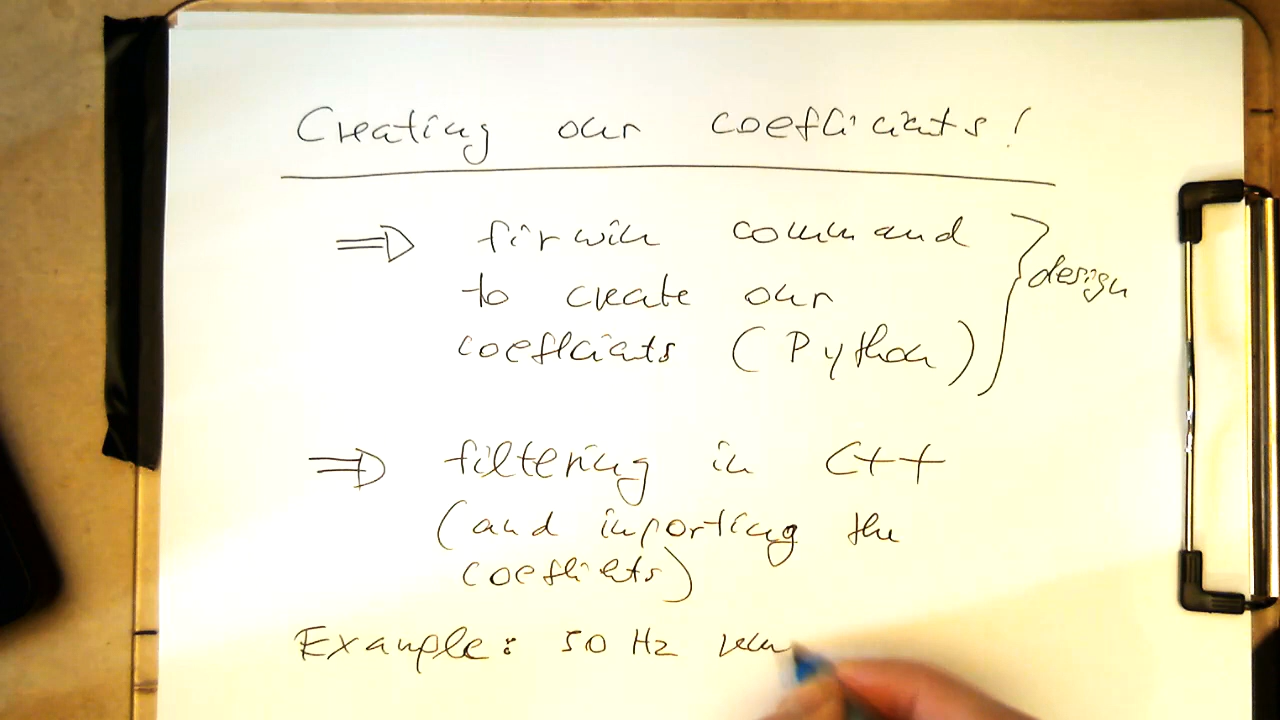 Creating our coefficients!
⇒ firwin command
to create our
coefficients (Python)
design
⇒ filtering in C++
(and importing the
coefficients)
Example: 50 Hz